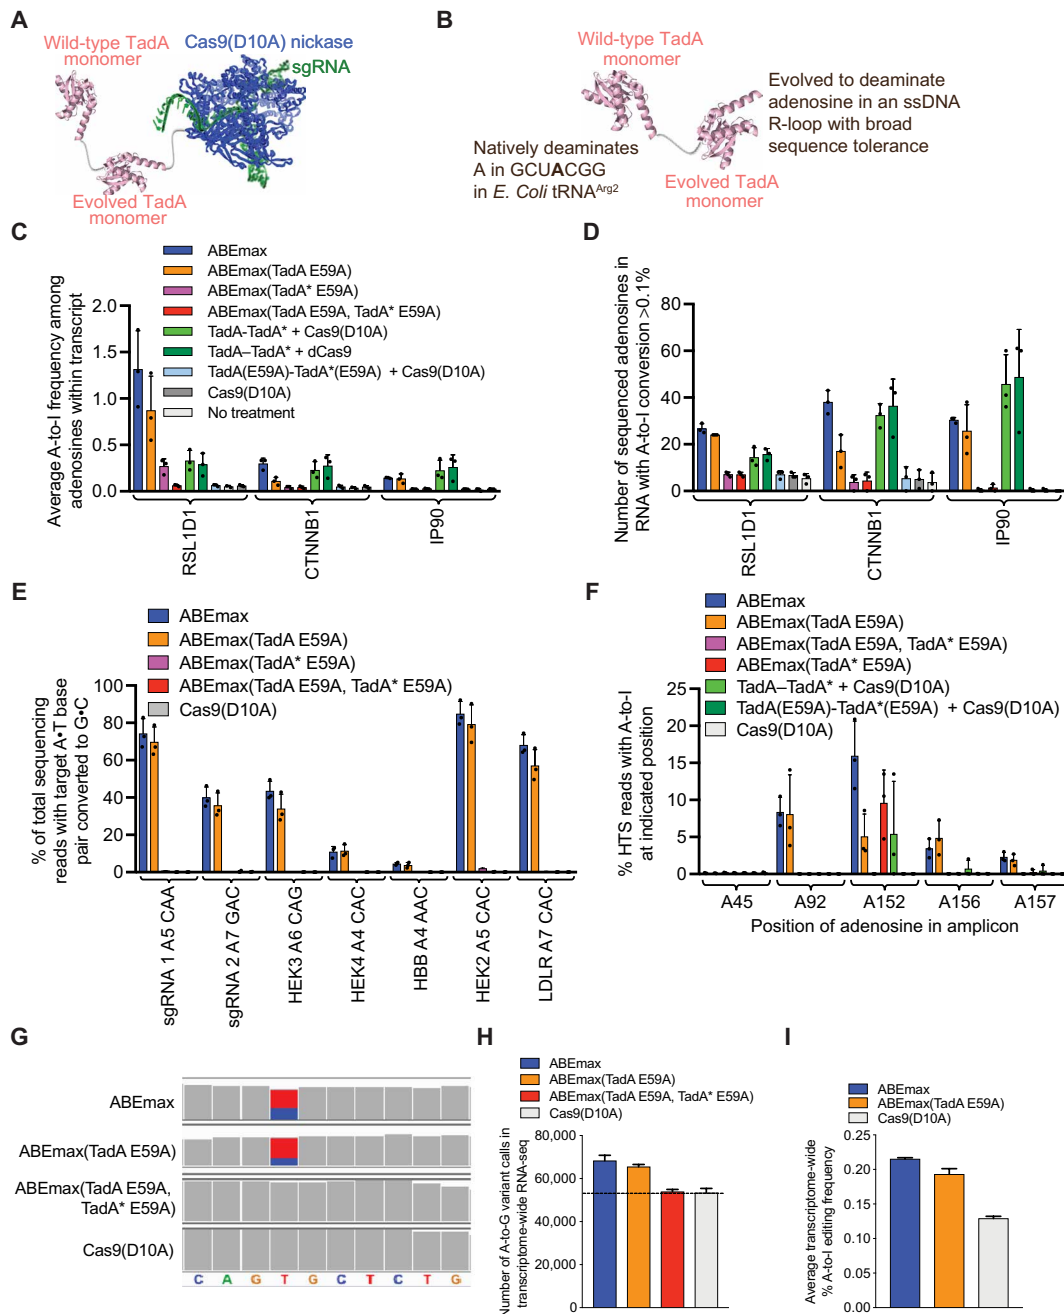 A
Wild-type TadA
monomer
Cas9(D10A) nickase
sgRNA
Evolved TadA
monomer
B
Wild-type TadA
monomer
Evolved to deaminate
adenosine in an ssDNA
R-loop with broad
sequence tolerance
Natively deaminates
A in GCUACGG
in E. Coli tRNAArg2
Evolved TadA
monomer
C
ABEmax
ABEmax(TadA E59A)
ABEmax(TadA* E59A)
ABEmax(TadA E59A, TadA* E59A)
TadA-TadA* + Cas9(D10A)
TadA–TadA* + dCas9
TadA(E59A)-TadA*(E59A) + Cas9(D10A)
Cas9(D10A)
No treatment
Average A-to-I frequency among
adenosines within transcript
2.0
1.5
1.0
0.5
0.0
RSL1D1
CTNNB1
IP90
D
Number of sequenced adenosines in
RNA with A-to-I conversion >0.1%
80
60
40
20
0
RSL1D1
CTNNB1
IP90
E
ABEmax
ABEmax(TadA E59A)
ABEmax(TadA* E59A)
ABEmax(TadA E59A, TadA* E59A)
Cas9(D10A)
% of total sequencing
reads with target A•T base
pair converted to G•C
100
80
60
40
20
0
sgRNA 1 A5 CAA
sgRNA 2 A7 GAC
HEK3 A6 CAG
HEK4 A4 CAC
HBB A4 AAC
HEK2 A5 CAC
LDLR A7 CAC
F
ABEmax
ABEmax(TadA E59A)
ABEmax(TadA E59A, TadA* E59A)
ABEmax(TadA* E59A)
TadA–TadA* + Cas9(D10A)
TadA(E59A)-TadA*(E59A) + Cas9(D10A)
Cas9(D10A)
% HTS reads with A-to-I
at indicated position
25
20
15
10
5
0
A45
A92
A152
A156
A157
Position of adenosine in amplicon
G
ABEmax
ABEmax(TadA E59A)
ABEmax(TadA E59A,
TadA* E59A)
Cas9(D10A)
C A G T G C T C T G
H
ABEmax
ABEmax(TadA E59A)
ABEmax(TadA E59A, TadA* E59A)
Cas9(D10A)
Number of A-to-G variant calls in
transcriptome-wide RNA-seq
80,000
60,000
40,000
20,000
0
I
ABEmax
ABEmax(TadA E59A)
Cas9(D10A)
Average transcriptome-wide
% A-to-I editing frequency
0.25
0.20
0.15
0.10
0.05
0.00